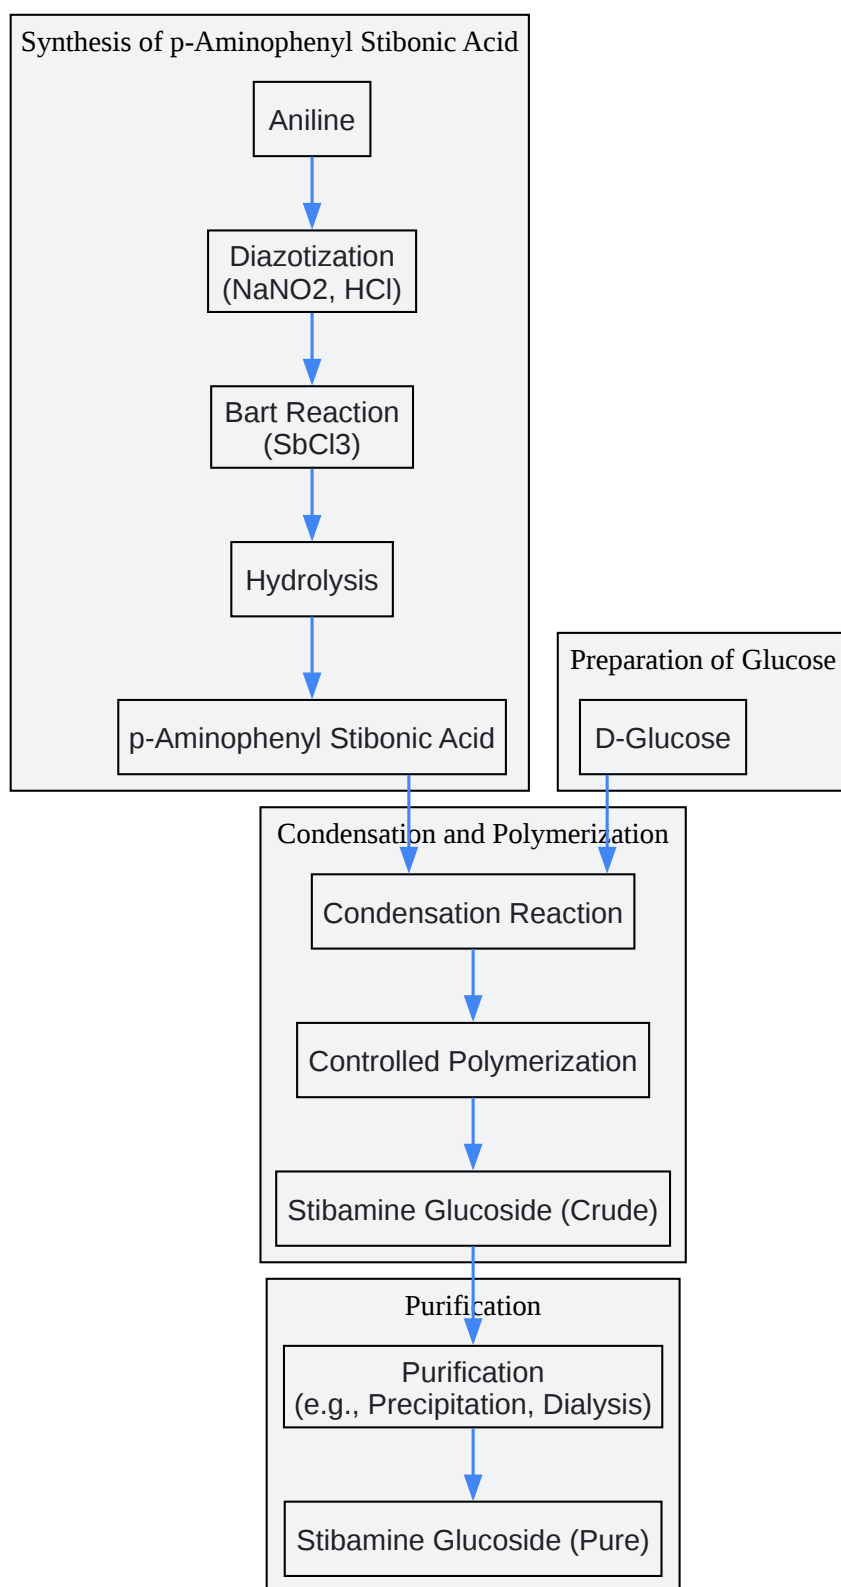 Synthesis of p-Aminophenyl Stibonic Acid
Aniline
Diazotization
(NaNO2, HCl)
Bart Reaction
(SbCl3)
Hydrolysis
p-Aminophenyl Stibonic Acid
Preparation of Glucose
D-Glucose
Condensation and Polymerization
Condensation Reaction
Controlled Polymerization
Stibamine Glucoside (Crude)
Purification
Purification
(e.g., Precipitation, Dialysis)
Stibamine Glucoside (Pure)